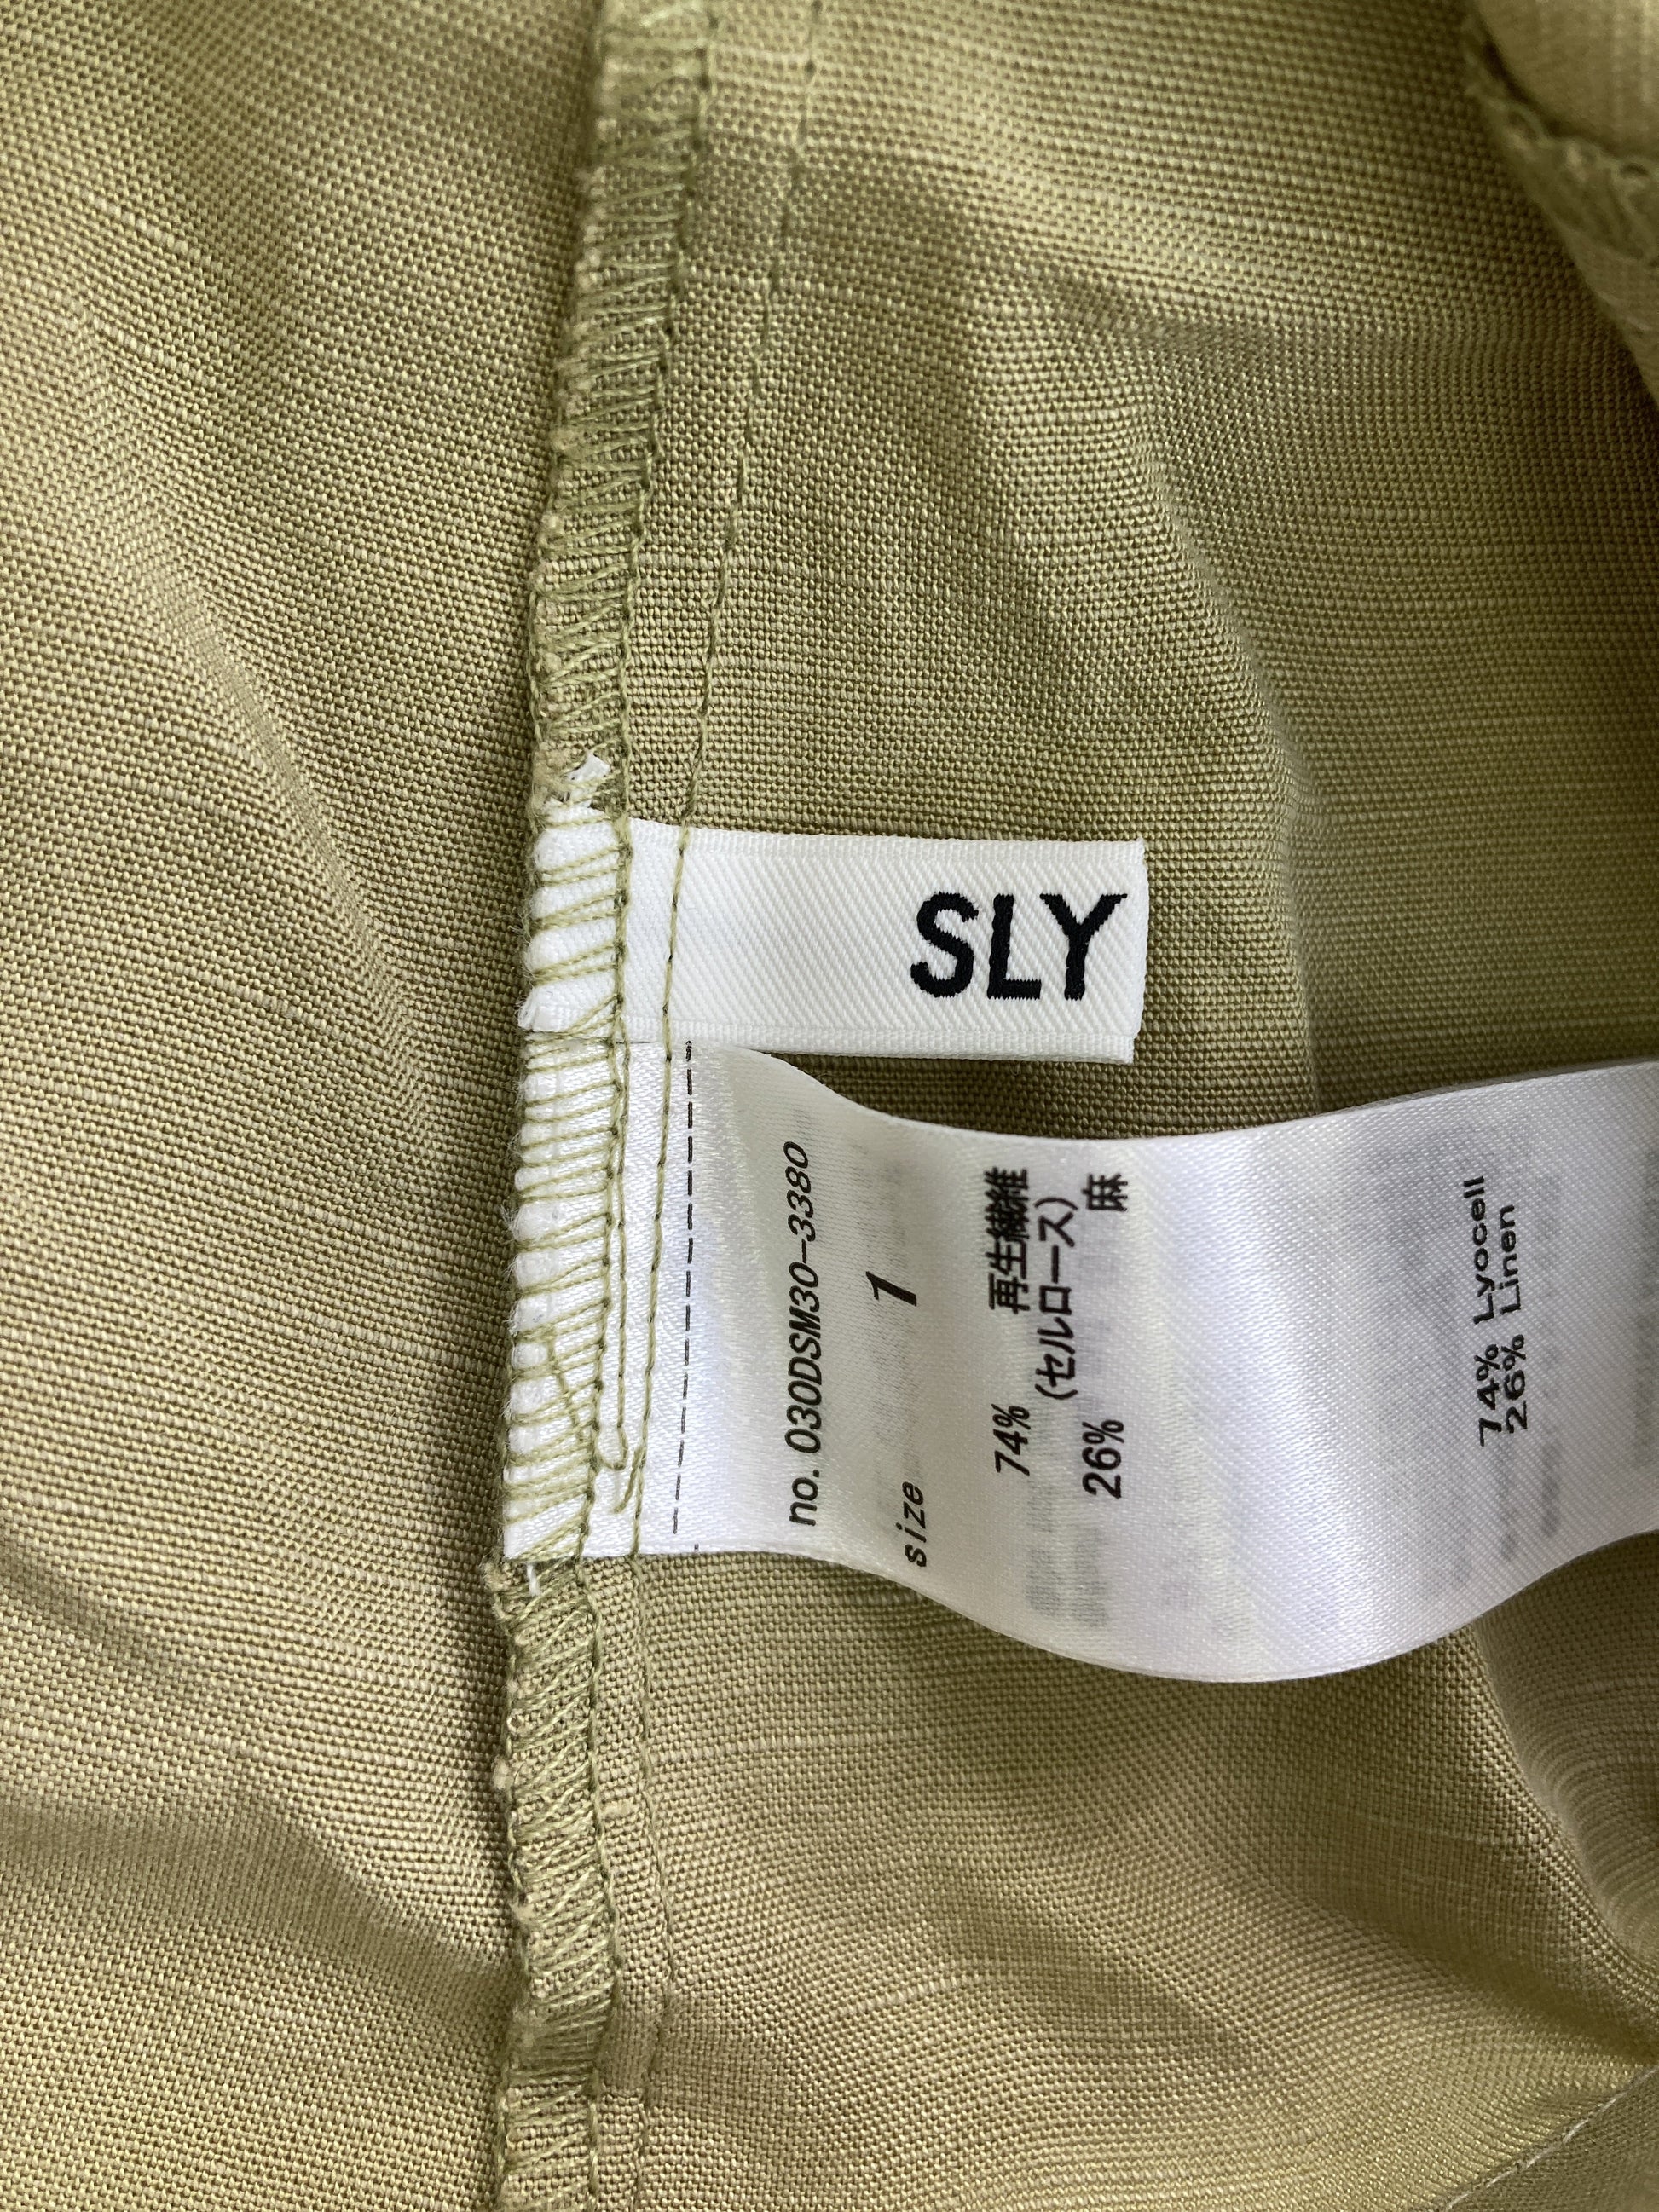 SLY
no. 030DSM30-3380
size 1
74% 再生繊維
(セルロース)
26% 麻
74% Lyocell
26% Linen